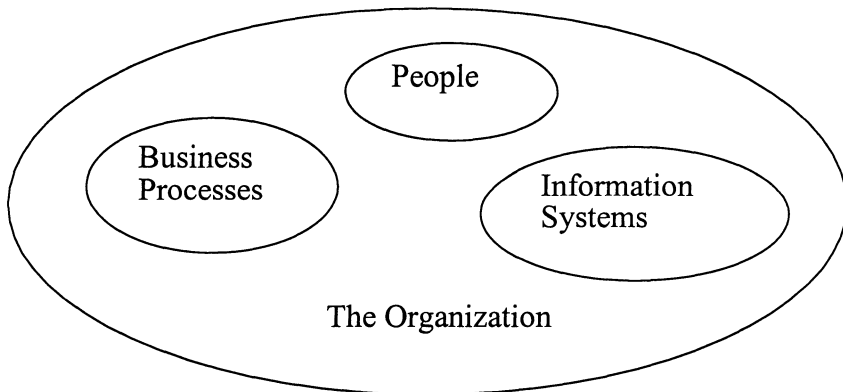 People
Business
Processes
Information
Systems
The Organization